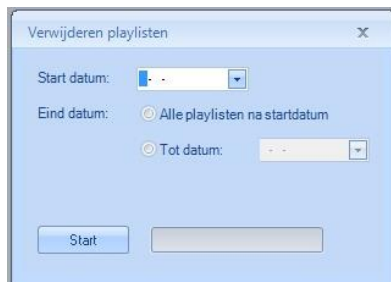 Verwijderen playlisten
Start datum: - -
Eind datum: Alle playlisten na startdatum
Tot datum: - -
Start